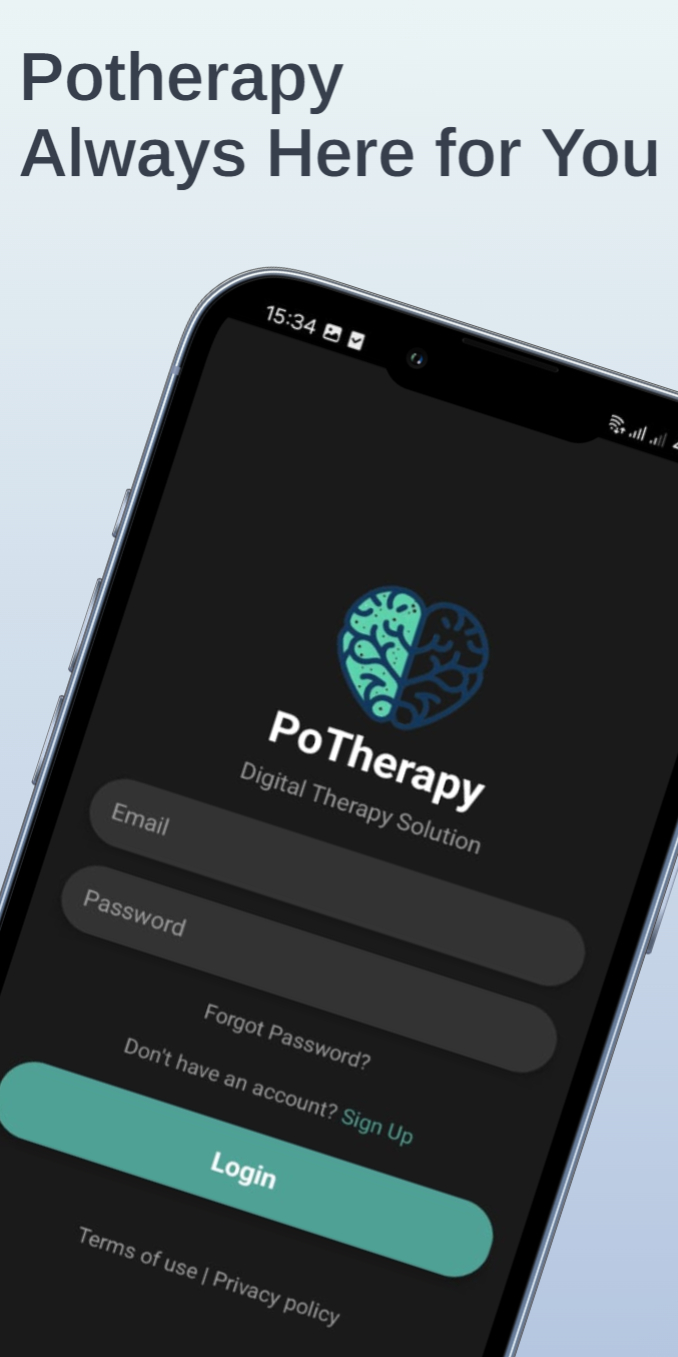 Potherapy
Always Here for You
15:34
PoTherapy
Digital Therapy Solution
Email
Password
Forgot Password?
Don't have an account? Sign Up
Login
Terms of use | Privacy policy